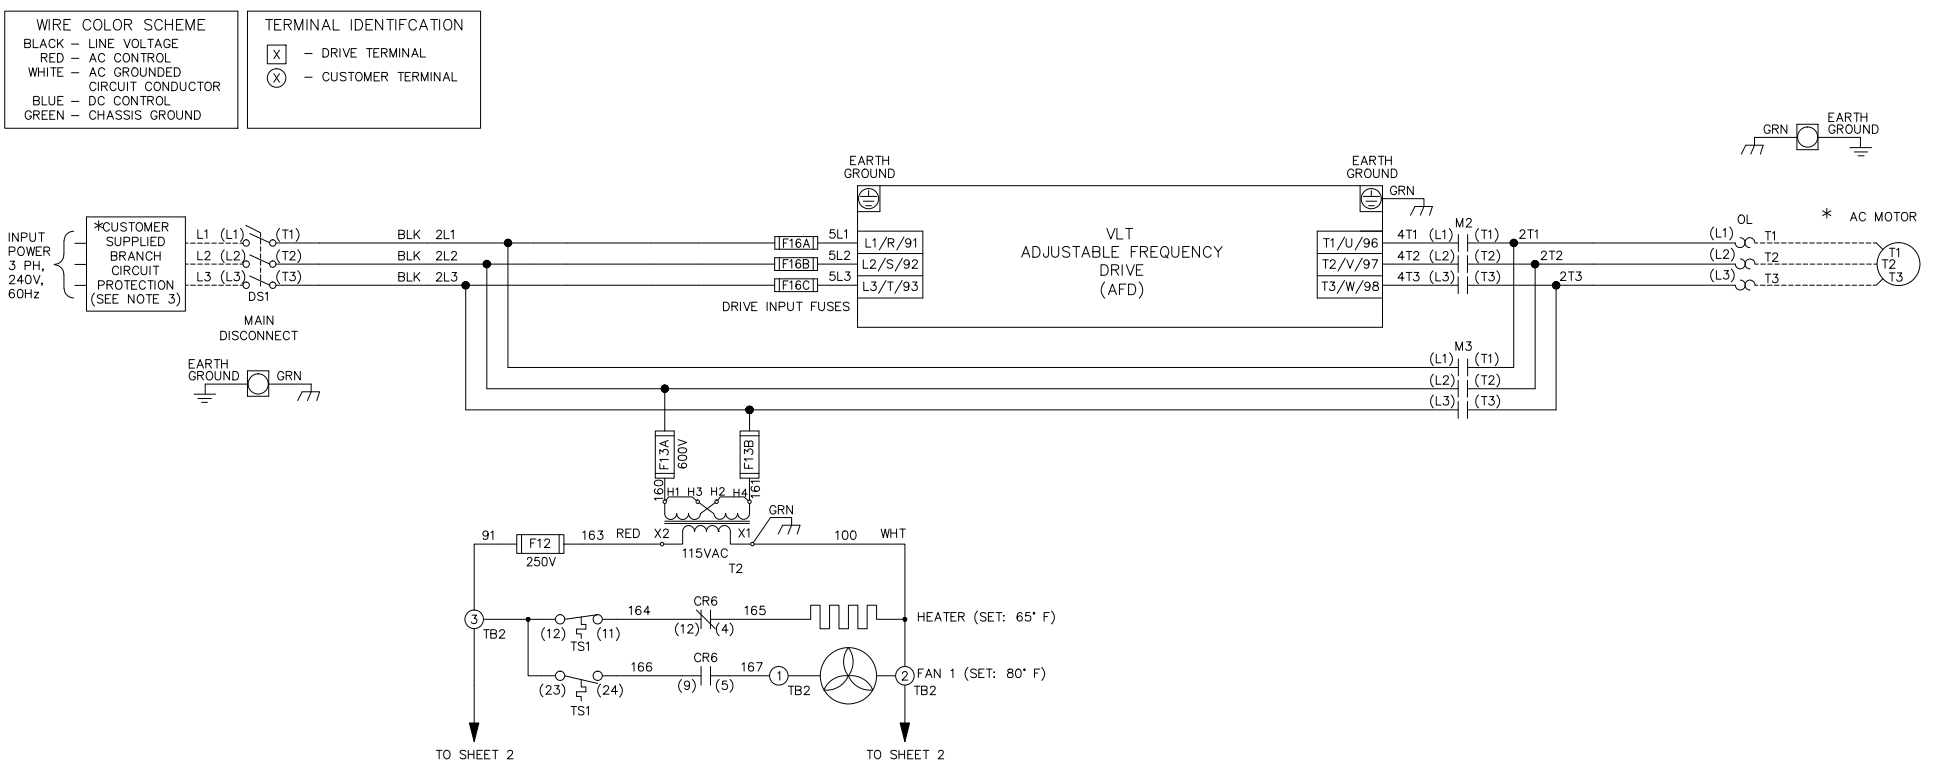 WIRE COLOR SCHEME
BLACK – LINE VOLTAGE
RED – AC CONTROL
WHITE – AC GROUNDED
CIRCUIT CONDUCTOR
BLUE – DC CONTROL
GREEN – CHASSIS GROUND
TERMINAL IDENTIFCATION
X – DRIVE TERMINAL
X – CUSTOMER TERMINAL
GRN
EARTH
GROUND
EARTH
GROUND
EARTH
GROUND
GRN
INPUT
POWER
3 PH,
240V,
60Hz
*CUSTOMER
SUPPLIED
BRANCH
CIRCUIT
PROTECTION
(SEE NOTE 3)
L1 (L1) (T1) BLK 2L1 F16A 5L1 L1/R/91
L2 (L2) (T2) BLK 2L2 F16B 5L2 L2/S/92
L3 (L3) (T3) BLK 2L3 F16C 5L3 L3/T/93
DS1
MAIN
DISCONNECT
DRIVE INPUT FUSES
VLT
ADJUSTABLE FREQUENCY
DRIVE
(AFD)
M2
T1/U/96 4T1 (L1) (T1) 2T1
T2/V/97 4T2 (L2) (T2) 2T2
T3/W/98 4T3 (L3) (T3) 2T3
OL
* AC MOTOR
(L1) T1
(L2) T2
(L3) T3
T1
T2
T3
EARTH
GROUND
GRN
M3
(L1) (T1)
(L2) (T2)
(L3) (T3)
F13A
600V
F13B
160
161
H1 H3 H2 H4
GRN
91 F12 163 RED X2 X1 100 WHT
250V
115VAC
T2
3
TB2
(12) (11)
TS1
164
CR6
(12) (4)
165
HEATER (SET: 65° F)
(23) (24)
TS1
166
CR6
(9) (5)
167
1
TB2
2
TB2
FAN 1 (SET: 80° F)
TO SHEET 2
TO SHEET 2